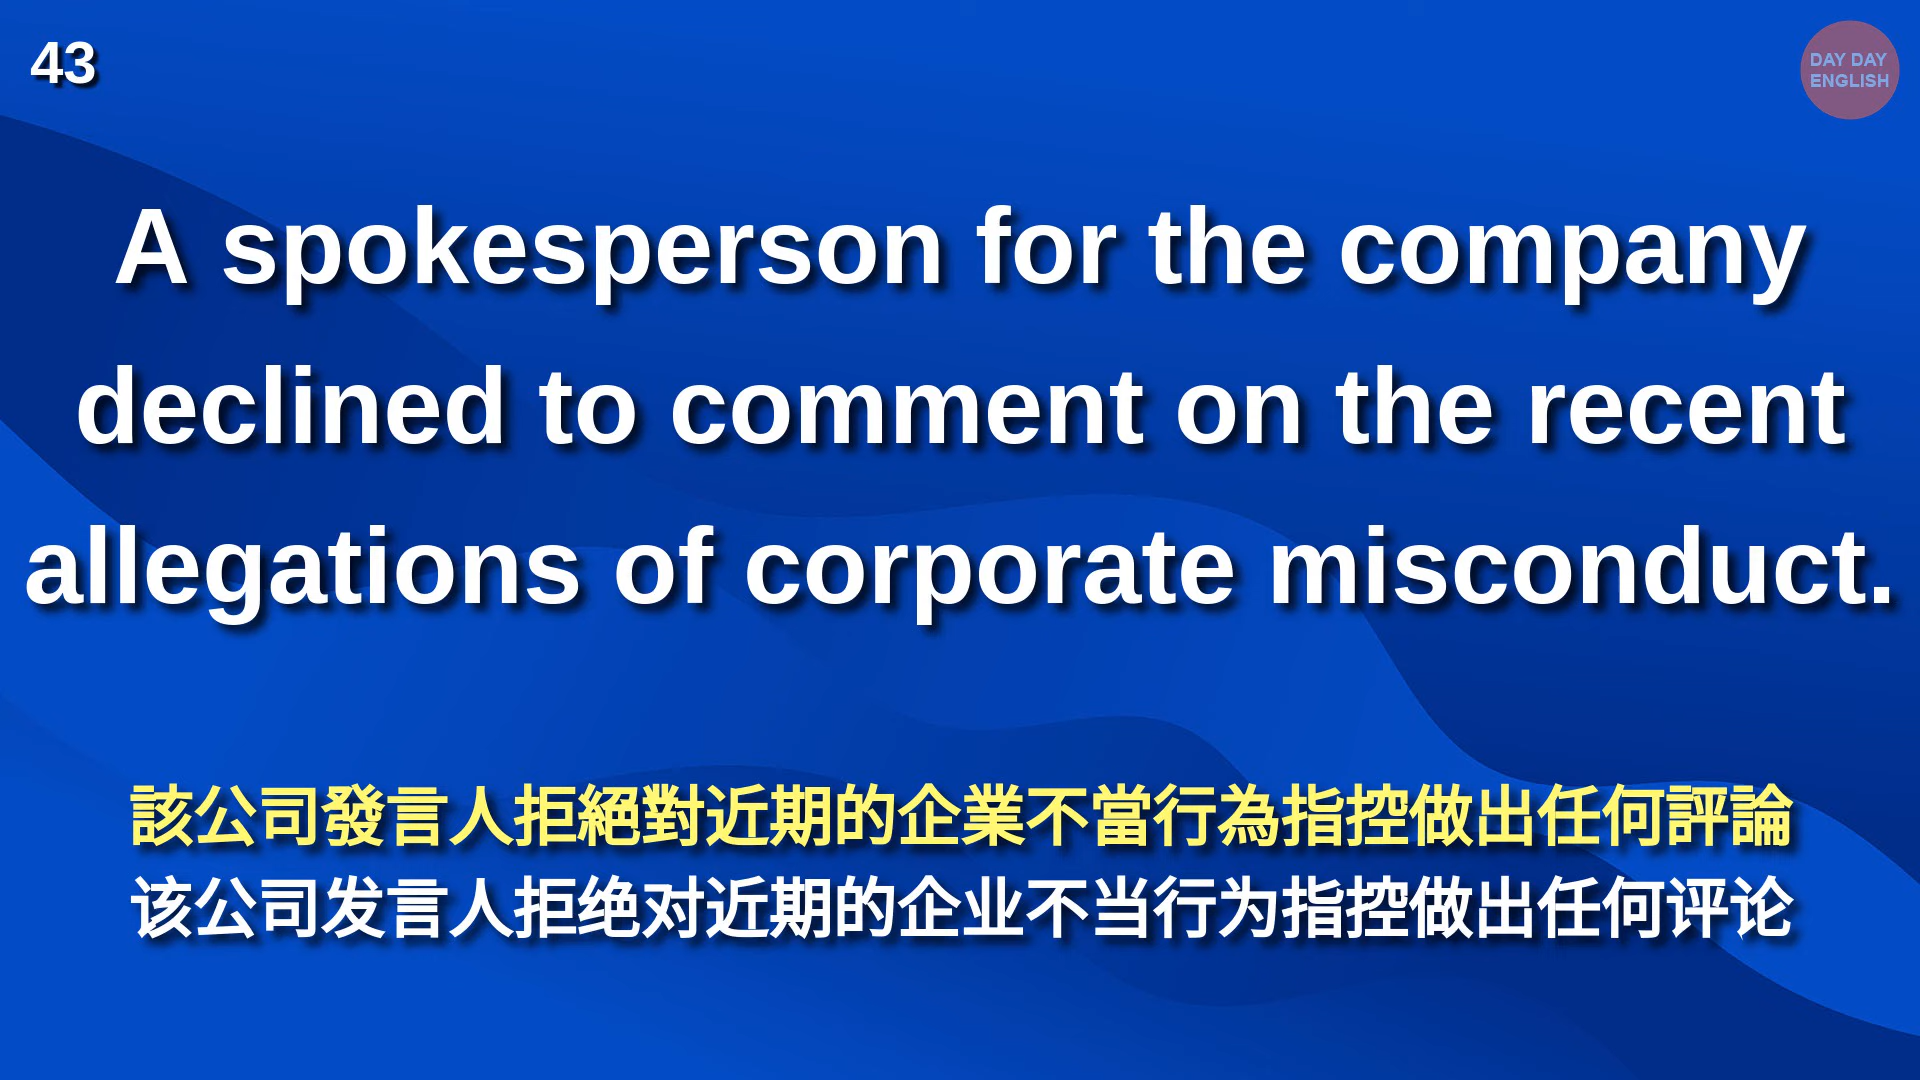 43
DAY DAY
ENGLISH
A spokesperson for the company
declined to comment on the recent
allegations of corporate misconduct.
該公司發言人拒絕對近期的企業不當行為指控做出任何評論
该公司发言人拒绝对近期的企业不当行为指控做出任何评论